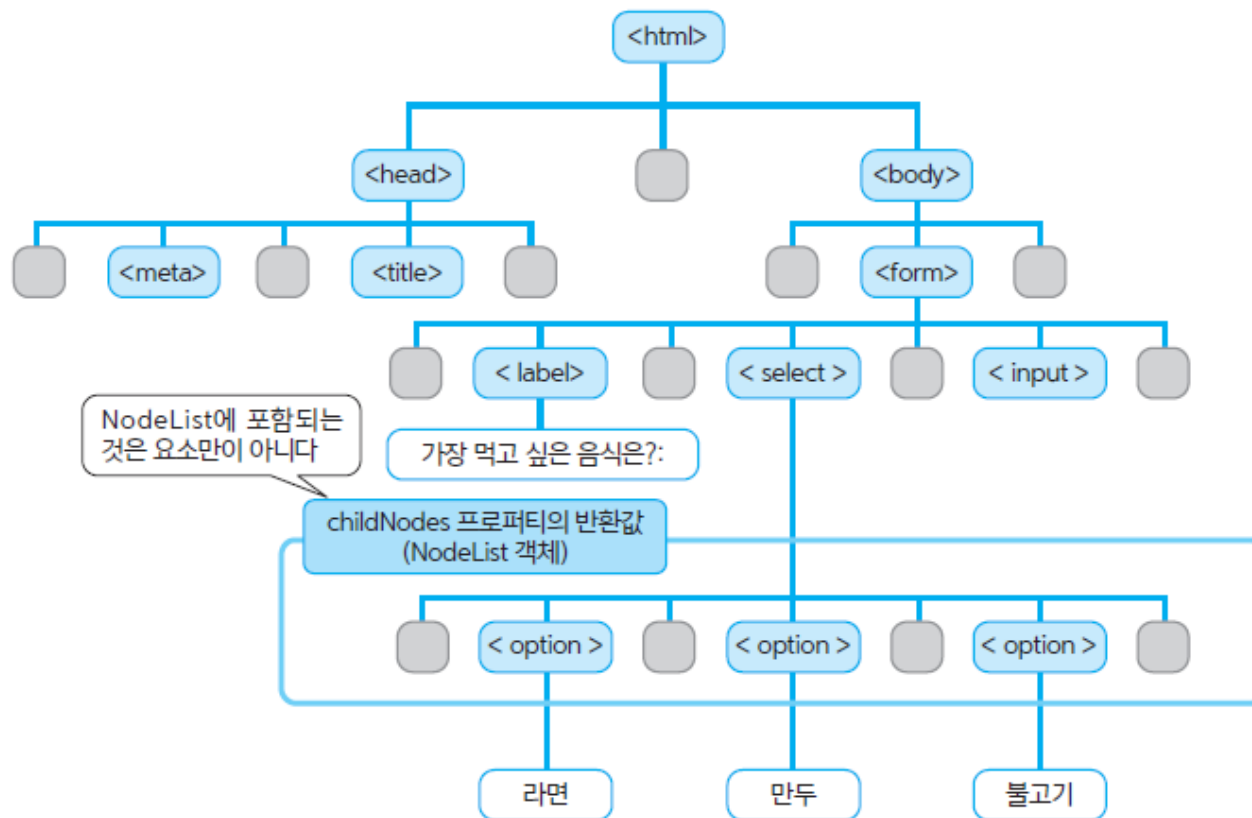 <html>
<head>
<body>
<meta>
<title>
<form>
< label>
< select >
< input >
NodeList에 포함되는
것은 요소만이 아니다
가장 먹고 싶은 음식은?:
childNodes 프로퍼티의 반환값
(NodeList 객체)
< option >
< option >
< option >
라면
만두
불고기